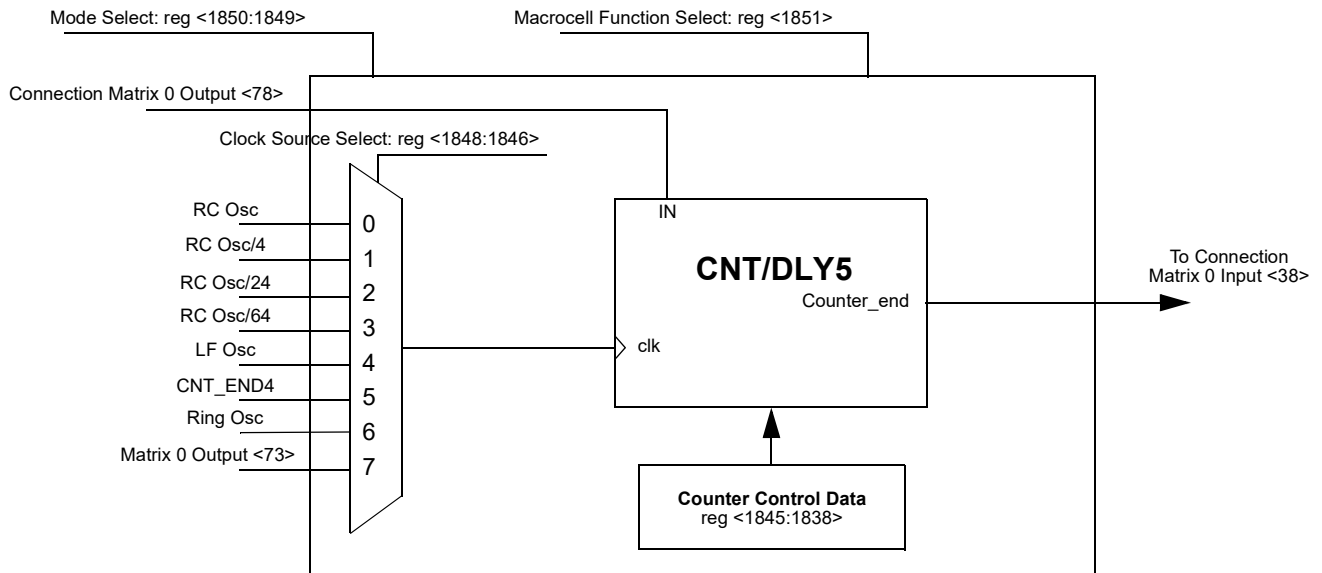 Mode Select: reg <1850:1849>
Macrocell Function Select: reg <1851>
Connection Matrix 0 Output <78>
Clock Source Select: reg <1848:1846>
RC Osc
0
RC Osc/4
1
RC Osc/24
2
RC Osc/64
3
LF Osc
4
CNT_END4
5
Ring Osc
6
Matrix 0 Output <73>
7
IN
CNT/DLY5
Counter_end
clk
To Connection
Matrix 0 Input <38>
Counter Control Data
reg <1845:1838>